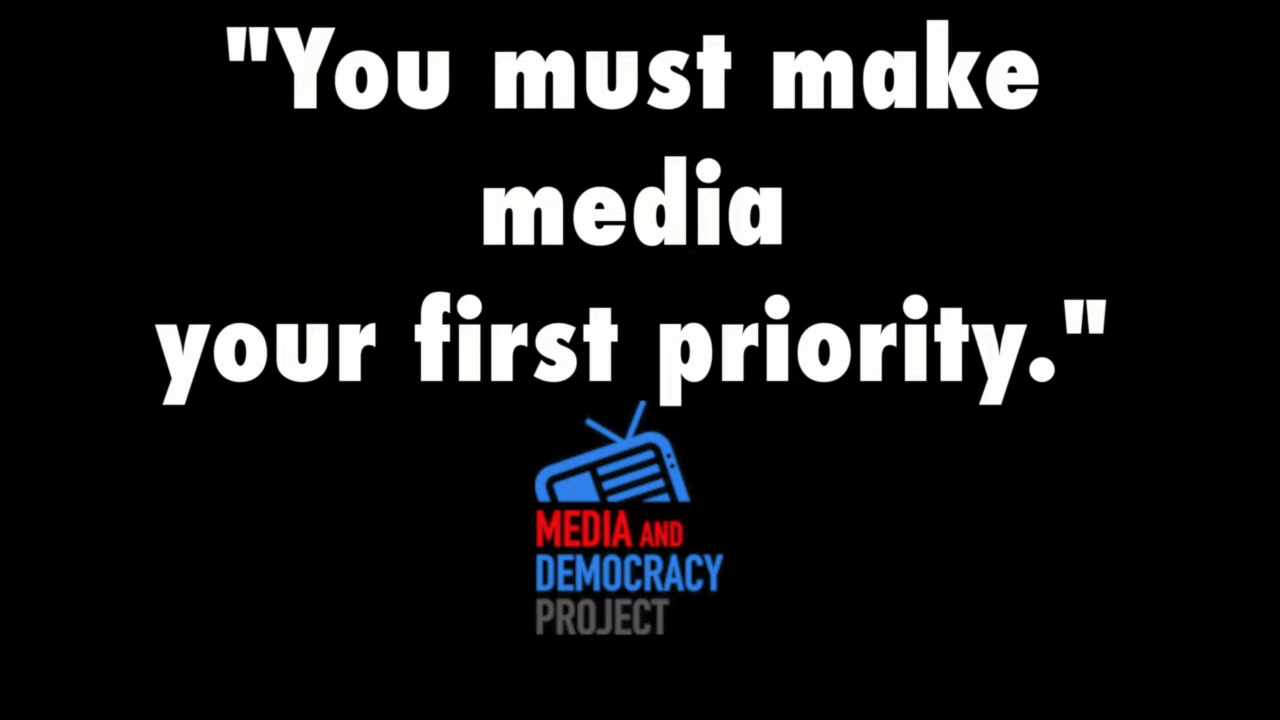 "You must make
media
your first priority."
MEDIA AND
DEMOCRACY
PROJECT